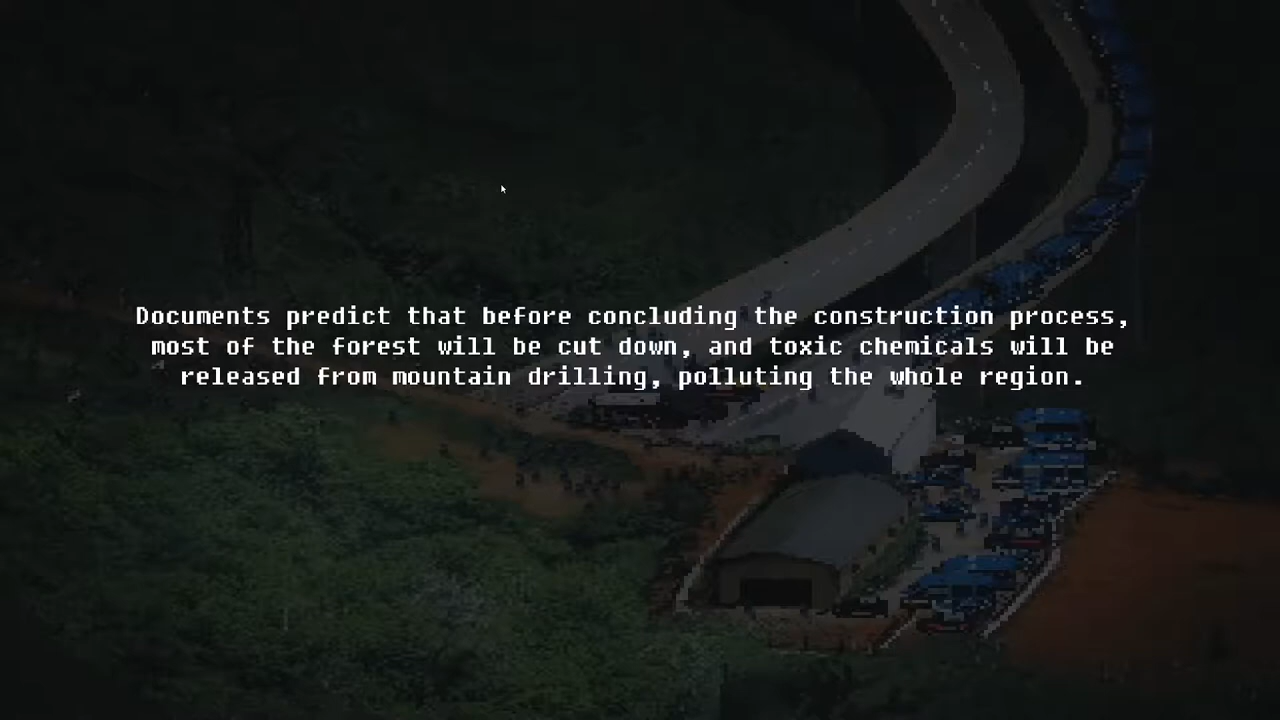 Documents predict that before concluding the construction process,
most of the forest will be cut down, and toxic chemicals will be
released from mountain drilling, polluting the whole region.